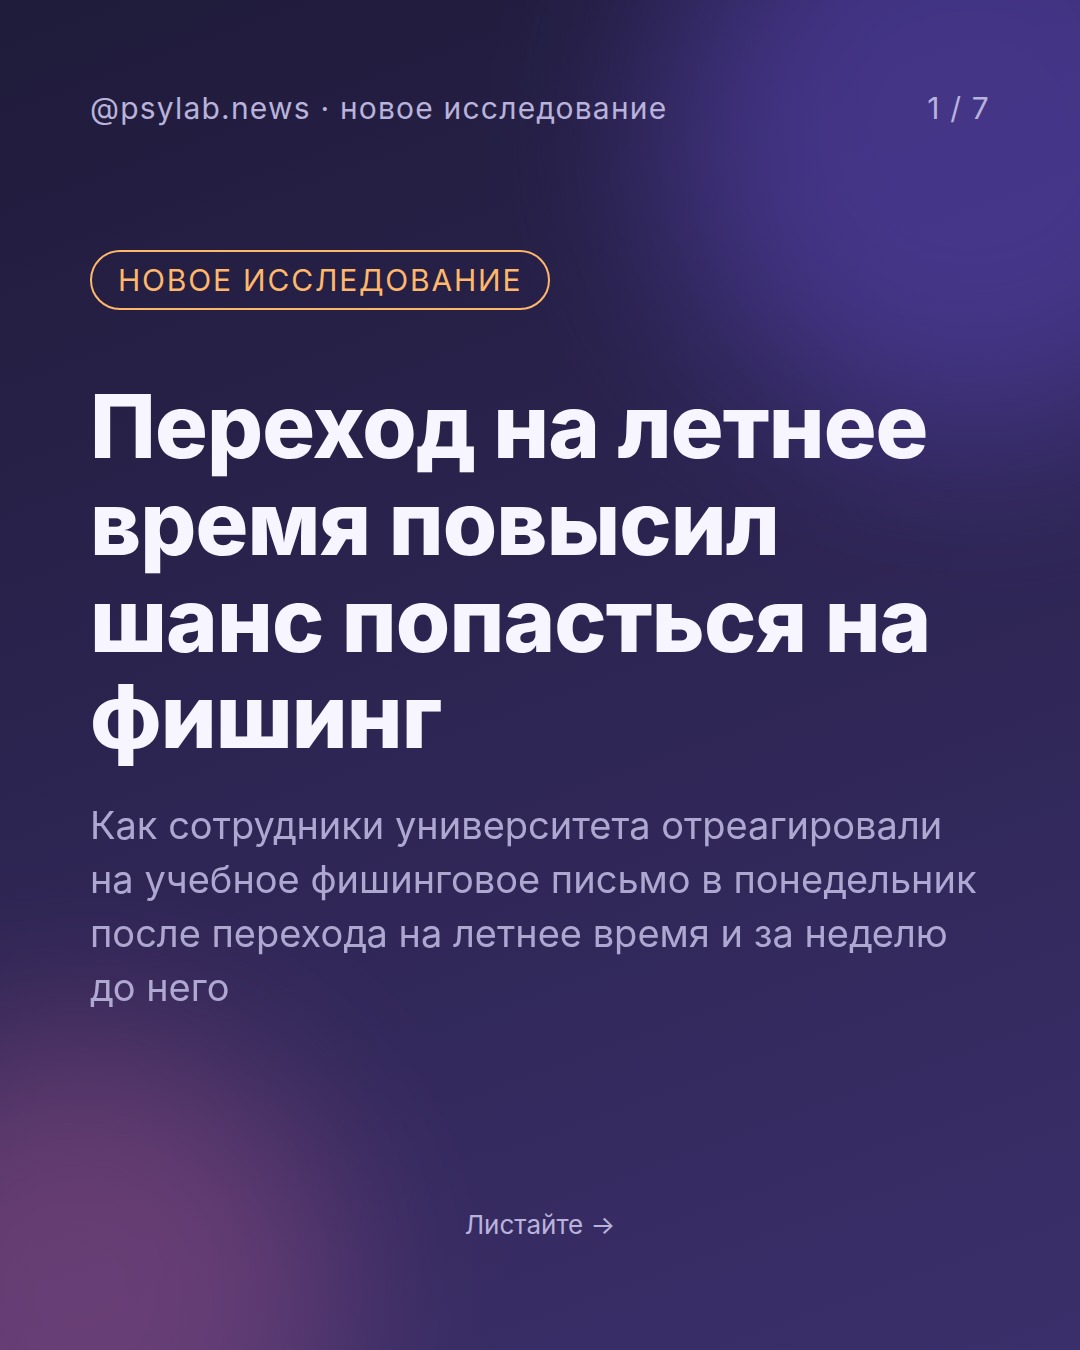 @psylab.news · новое исследование
1 / 7
НОВОЕ ИССЛЕДОВАНИЕ
Переход на летнее
время повысил
шанс попасться на
фишинг
Как сотрудники университета отреагировали
на учебное фишинговое письмо в понедельник
после перехода на летнее время и за неделю
до него
Листайте →